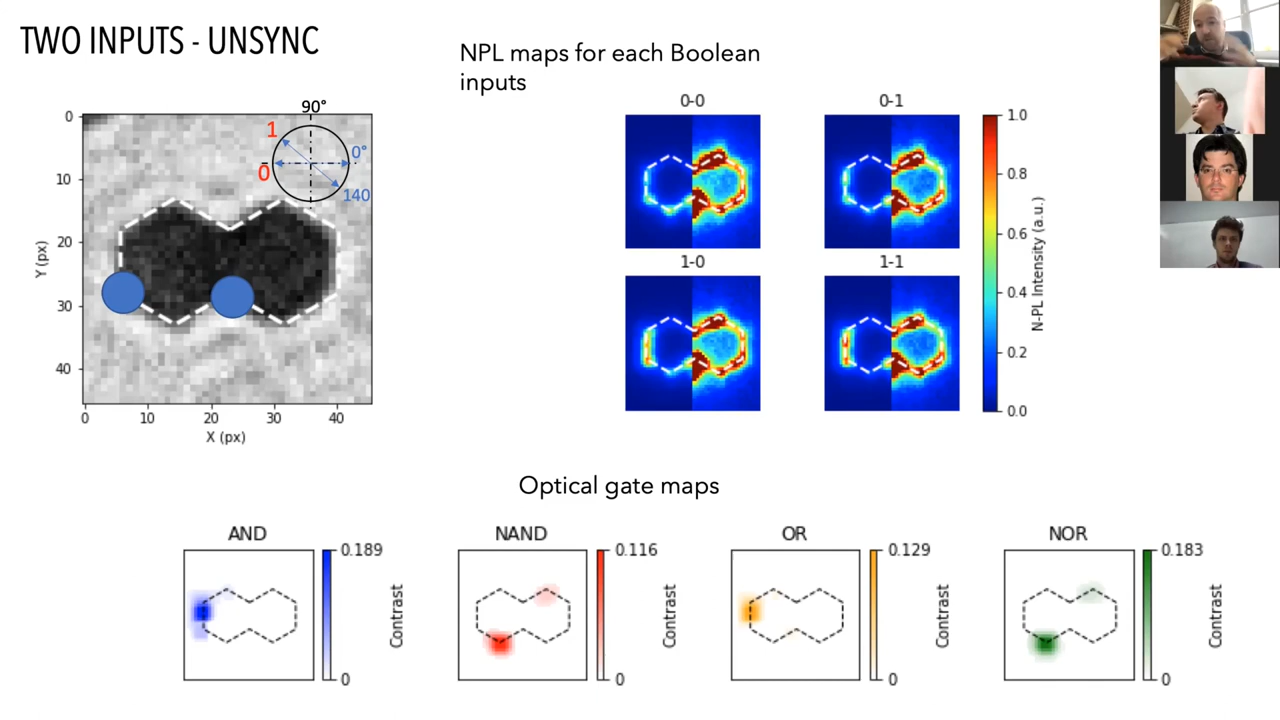 TWO INPUTS - UNSYNC
NPL maps for each Boolean
inputs
90°
1
0°
0
140
0
10
20
30
40
Y (px)
0
10
20
30
40
X (px)
0-0
0-1
1-0
1-1
1.0
0.8
0.6
0.4
0.2
0.0
N-PL Intensity (a.u.)
Optical gate maps
AND
0.189
Contrast
0
NAND
0.116
Contrast
0
OR
0.129
Contrast
0
NOR
0.183
Contrast
0